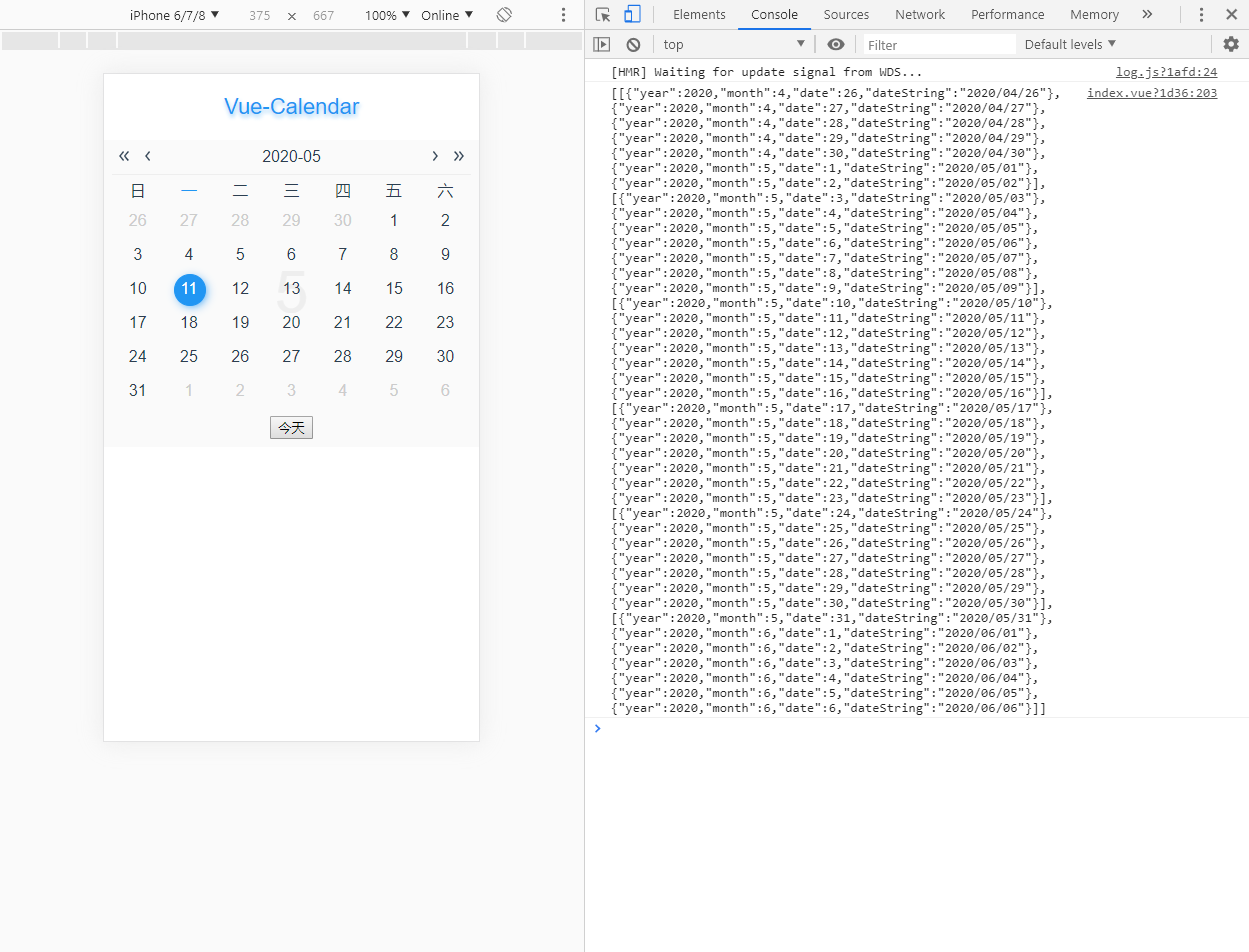 iPhone 6/7/8 ▼ 375 × 667 100% ▼ Online ▼
Elements Console Sources Network Performance Memory »
top ▼ Filter Default levels ▼
Vue-Calendar
« ‹ 2020-05 › »
日 一 二 三 四 五 六
26 27 28 29 30 1 2
3 4 5 6 7 8 9
10 11 12 13 14 15 16
5
17 18 19 20 21 22 23
24 25 26 27 28 29 30
31 1 2 3 4 5 6
今天
[HMR] Waiting for update signal from WDS... log.js?1afd:24
[[{"year":2020,"month":4,"date":26,"dateString":"2020/04/26"}, index.vue?1d36:203
{"year":2020,"month":4,"date":27,"dateString":"2020/04/27"},
{"year":2020,"month":4,"date":28,"dateString":"2020/04/28"},
{"year":2020,"month":4,"date":29,"dateString":"2020/04/29"},
{"year":2020,"month":4,"date":30,"dateString":"2020/04/30"},
{"year":2020,"month":5,"date":1,"dateString":"2020/05/01"},
{"year":2020,"month":5,"date":2,"dateString":"2020/05/02"}],
[{"year":2020,"month":5,"date":3,"dateString":"2020/05/03"},
{"year":2020,"month":5,"date":4,"dateString":"2020/05/04"},
{"year":2020,"month":5,"date":5,"dateString":"2020/05/05"},
{"year":2020,"month":5,"date":6,"dateString":"2020/05/06"},
{"year":2020,"month":5,"date":7,"dateString":"2020/05/07"},
{"year":2020,"month":5,"date":8,"dateString":"2020/05/08"},
{"year":2020,"month":5,"date":9,"dateString":"2020/05/09"}],
[{"year":2020,"month":5,"date":10,"dateString":"2020/05/10"},
{"year":2020,"month":5,"date":11,"dateString":"2020/05/11"},
{"year":2020,"month":5,"date":12,"dateString":"2020/05/12"},
{"year":2020,"month":5,"date":13,"dateString":"2020/05/13"},
{"year":2020,"month":5,"date":14,"dateString":"2020/05/14"},
{"year":2020,"month":5,"date":15,"dateString":"2020/05/15"},
{"year":2020,"month":5,"date":16,"dateString":"2020/05/16"}],
[{"year":2020,"month":5,"date":17,"dateString":"2020/05/17"},
{"year":2020,"month":5,"date":18,"dateString":"2020/05/18"},
{"year":2020,"month":5,"date":19,"dateString":"2020/05/19"},
{"year":2020,"month":5,"date":20,"dateString":"2020/05/20"},
{"year":2020,"month":5,"date":21,"dateString":"2020/05/21"},
{"year":2020,"month":5,"date":22,"dateString":"2020/05/22"},
{"year":2020,"month":5,"date":23,"dateString":"2020/05/23"}],
[{"year":2020,"month":5,"date":24,"dateString":"2020/05/24"},
{"year":2020,"month":5,"date":25,"dateString":"2020/05/25"},
{"year":2020,"month":5,"date":26,"dateString":"2020/05/26"},
{"year":2020,"month":5,"date":27,"dateString":"2020/05/27"},
{"year":2020,"month":5,"date":28,"dateString":"2020/05/28"},
{"year":2020,"month":5,"date":29,"dateString":"2020/05/29"},
{"year":2020,"month":5,"date":30,"dateString":"2020/05/30"}],
[{"year":2020,"month":5,"date":31,"dateString":"2020/05/31"},
{"year":2020,"month":6,"date":1,"dateString":"2020/06/01"},
{"year":2020,"month":6,"date":2,"dateString":"2020/06/02"},
{"year":2020,"month":6,"date":3,"dateString":"2020/06/03"},
{"year":2020,"month":6,"date":4,"dateString":"2020/06/04"},
{"year":2020,"month":6,"date":5,"dateString":"2020/06/05"},
{"year":2020,"month":6,"date":6,"dateString":"2020/06/06"}]]